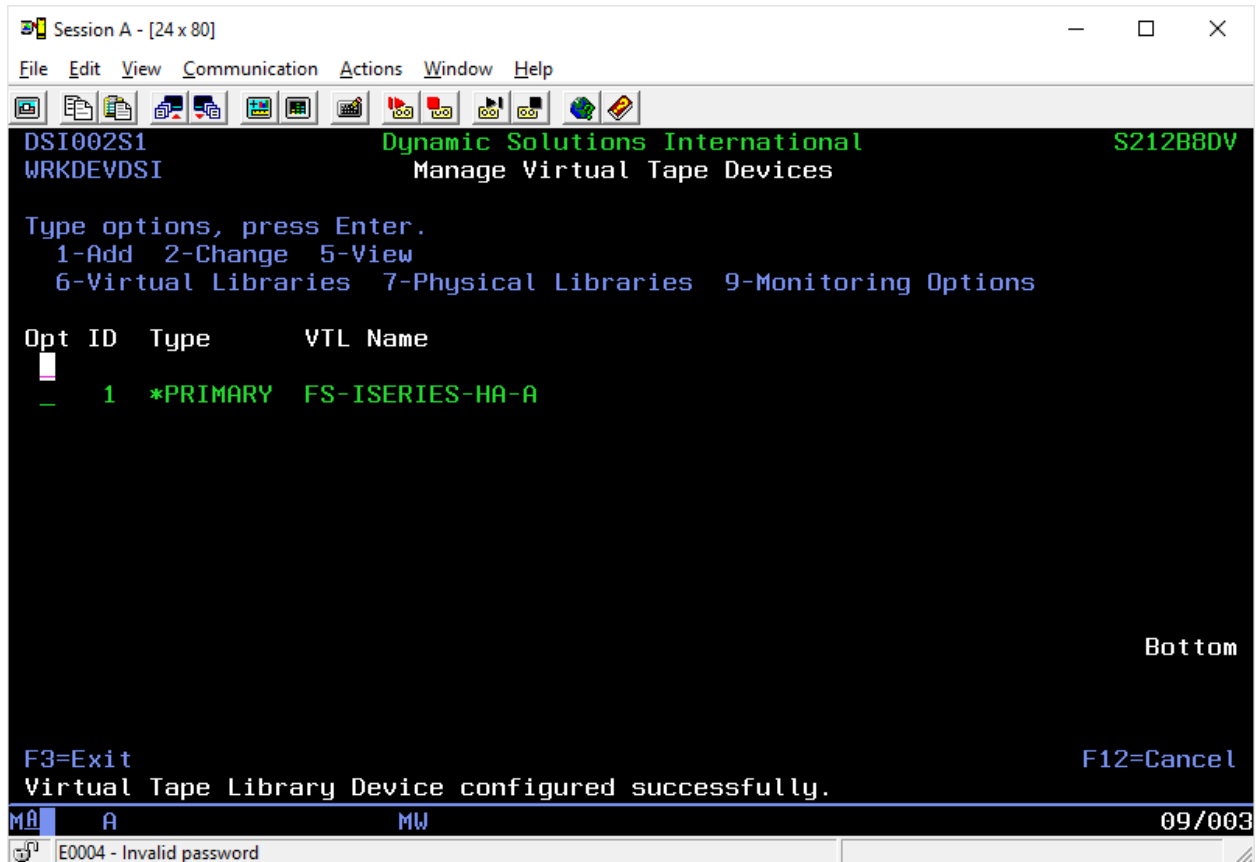 Session A - [24 x 80]
File Edit View Communication Actions Window Help
DSI002S1 Dynamic Solutions International S212B8DV
WRKDEVDSI Manage Virtual Tape Devices
Type options, press Enter.
1-Add 2-Change 5-View
6-Virtual Libraries 7-Physical Libraries 9-Monitoring Options
Opt ID Type VTL Name
_ 1 *PRIMARY FS-ISERIES-HA-A
Bottom
F3=Exit F12=Cancel
Virtual Tape Library Device configured successfully.
MA A MW 09/003
E0004 - Invalid password